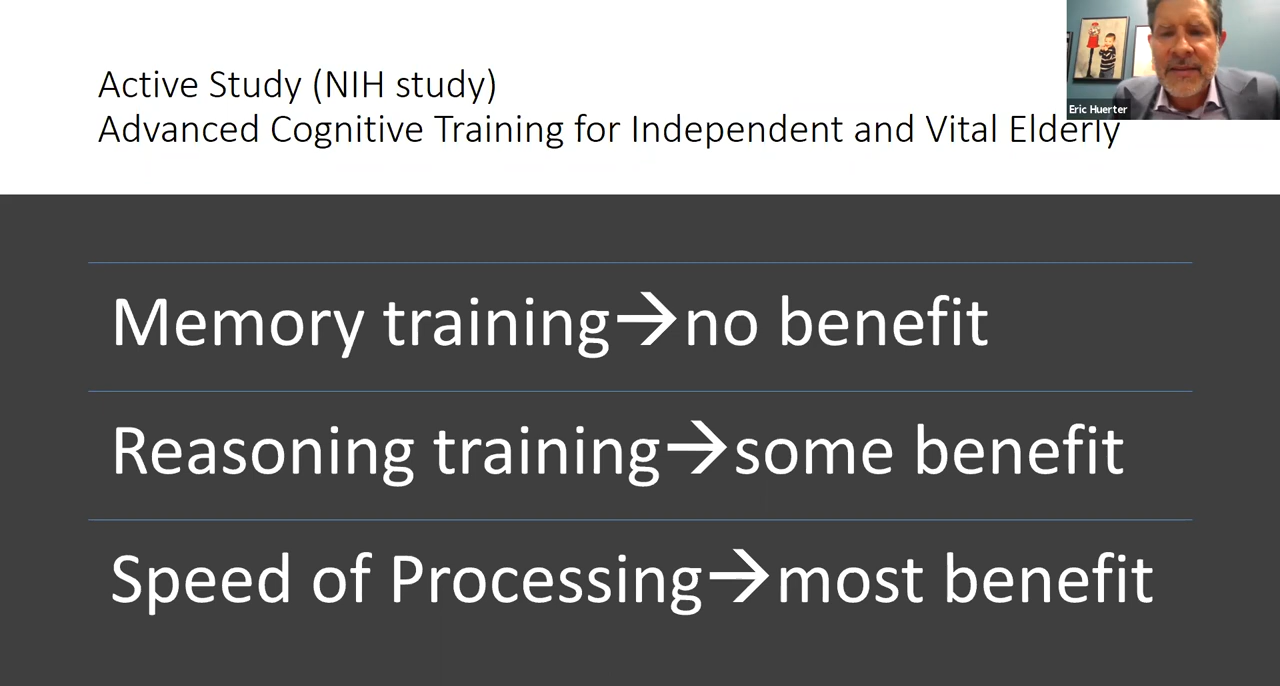 Active Study (NIH study)
Advanced Cognitive Training for Independent and Vital Elderly
Eric Huerter
Memory training→no benefit
Reasoning training→some benefit
Speed of Processing→most benefit